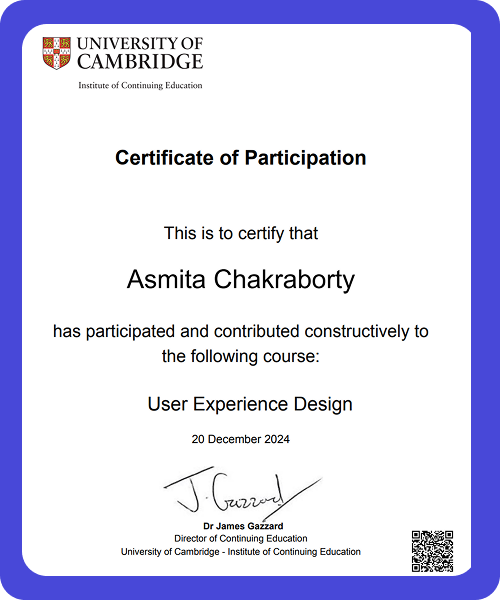 UNIVERSITY OF
CAMBRIDGE
Institute of Continuing Education
Certificate of Participation
This is to certify that
Asmita Chakraborty
has participated and contributed constructively to
the following course:
User Experience Design
20 December 2024
J. Gazzard
Dr James Gazzard
Director of Continuing Education
University of Cambridge - Institute of Continuing Education